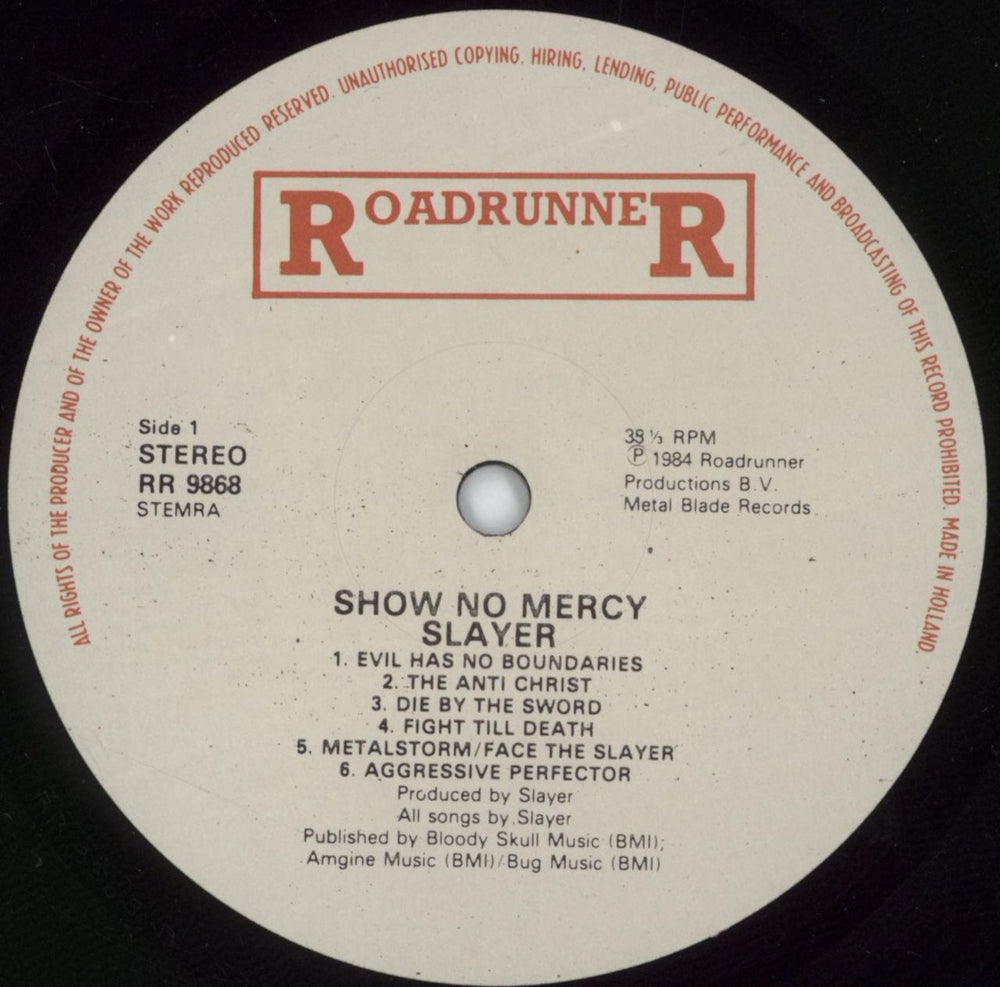 ALL RIGHTS OF THE PRODUCER AND OF THE OWNER OF THE WORK REPRODUCED RESERVED. UNAUTHORISED COPYING, HIRING, LENDING, PUBLIC PERFORMANCE AND BROADCASTING OF THIS RECORD PROHIBITED. MADE IN HOLLAND.
ROADRUNNER
Side 1
STEREO
RR 9868
STEMRA
33 ⅓ RPM
Ⓟ 1984 Roadrunner
Productions B.V.
Metal Blade Records
SHOW NO MERCY
SLAYER
1. EVIL HAS NO BOUNDARIES
2. THE ANTI CHRIST
3. DIE BY THE SWORD
4. FIGHT TILL DEATH
5. METALSTORM/FACE THE SLAYER
6. AGGRESSIVE PERFECTOR
Produced by Slayer
All songs by Slayer
Published by Bloody Skull Music (BMI);
Amgine Music (BMI)/Bug Music (BMI)